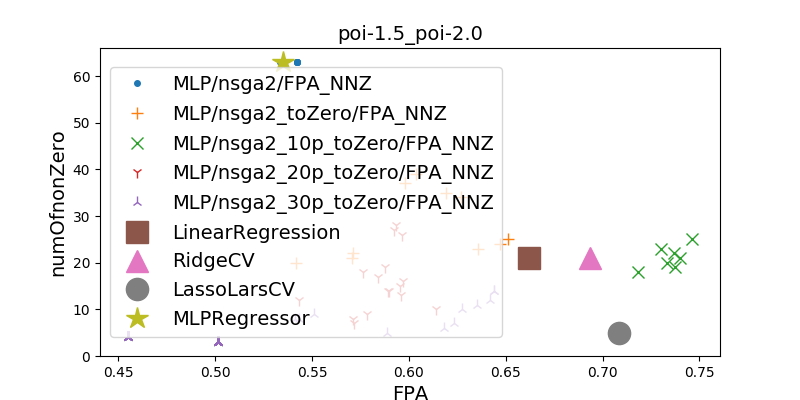 poi-1.5_poi-2.0
60
50
40
30
20
10
0
numOfnonZero
MLP/nsga2/FPA_NNZ
MLP/nsga2_toZero/FPA_NNZ
MLP/nsga2_10p_toZero/FPA_NNZ
MLP/nsga2_20p_toZero/FPA_NNZ
MLP/nsga2_30p_toZero/FPA_NNZ
LinearRegression
RidgeCV
LassoLarsCV
MLPRegressor
0.45 0.50 0.55 0.60 0.65 0.70 0.75
FPA